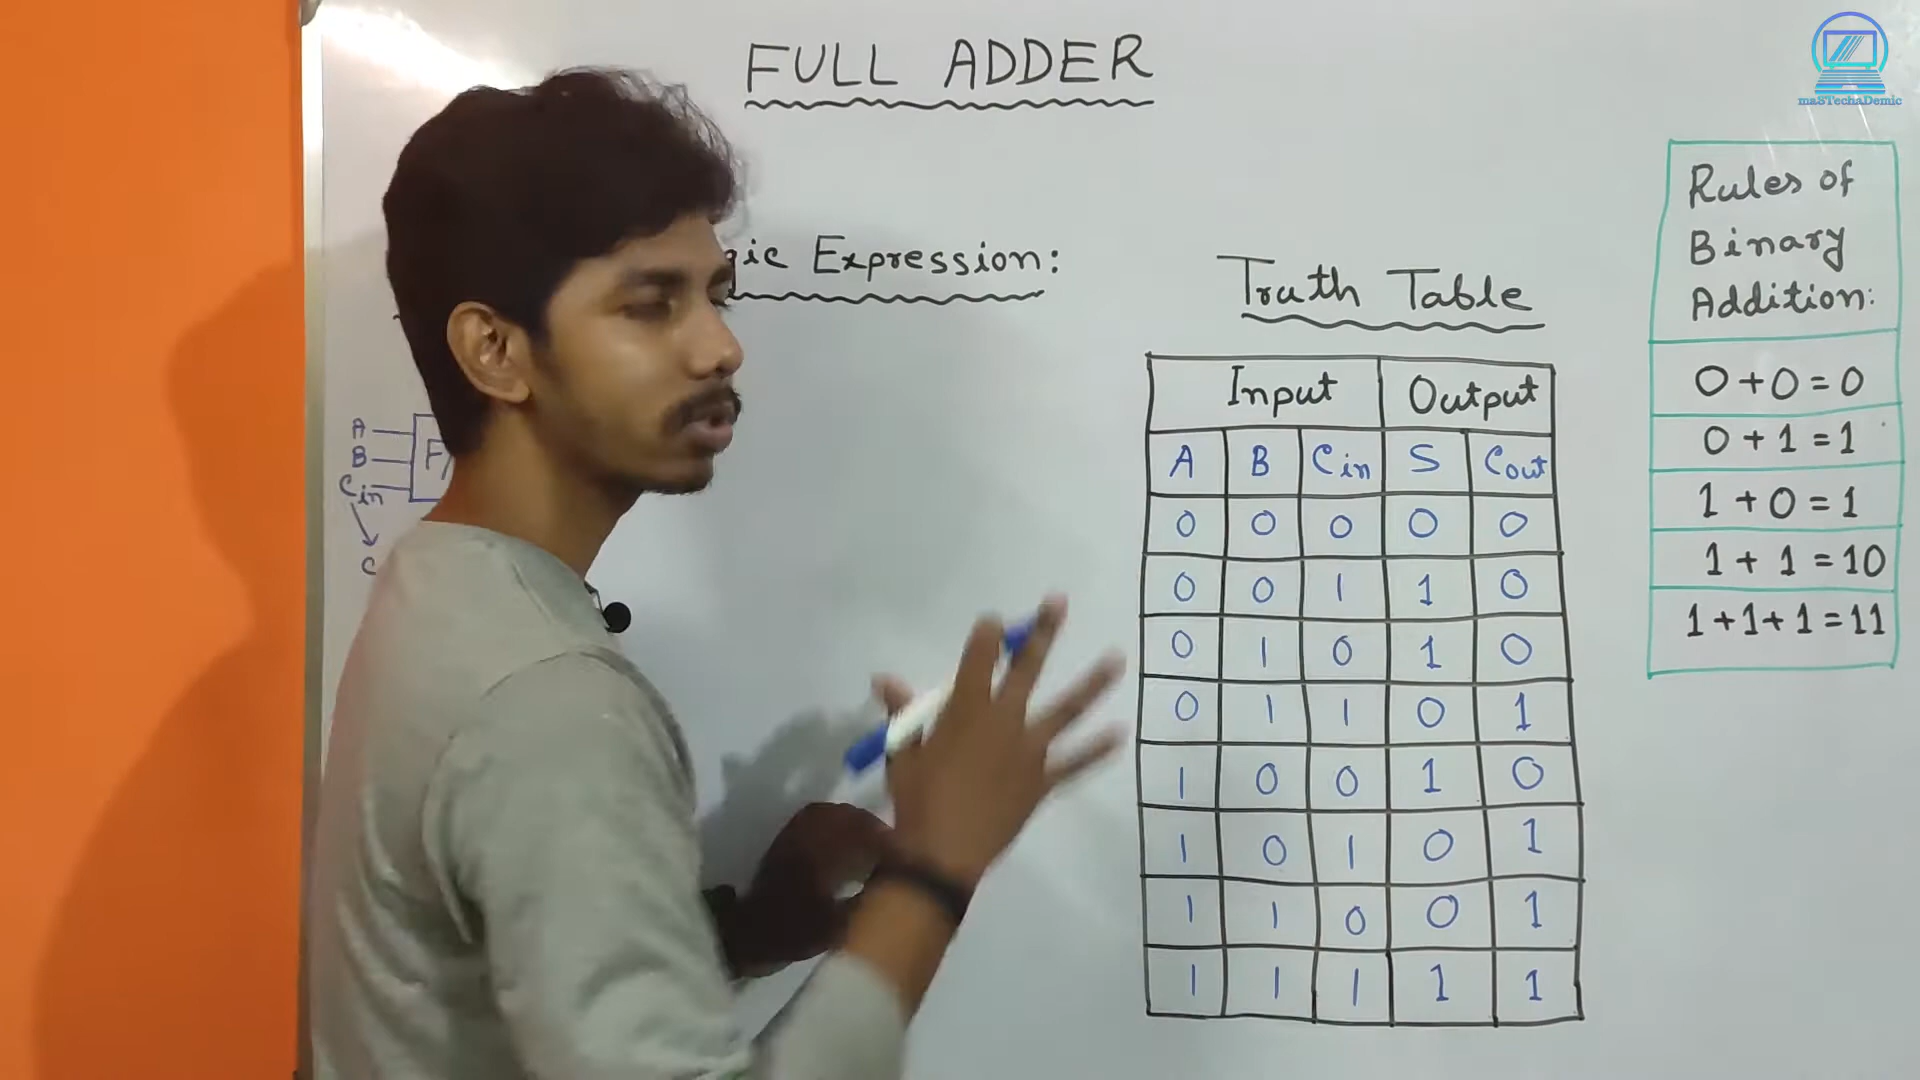 FULL ADDER
maSTechaDemic
Expression:
Truth Table
Input Output
A B Cin S Cout
0 0 0 0 0
0 0 1 1 0
0 1 0 1 0
0 1 1 0 1
1 0 0 1 0
1 0 1 0 1
1 1 0 0 1
1 1 1 1 1
Rules of
Binary
Addition:
0+0=0
0+1=1
1+0=1
1+1=10
1+1+1=11
A
B
Cin